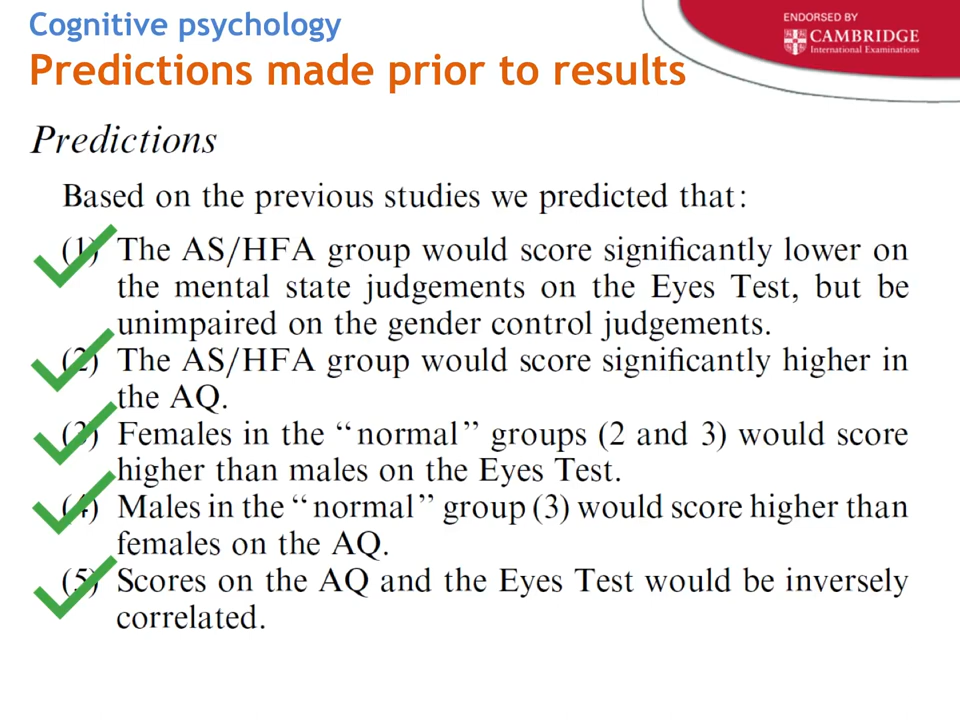 Cognitive psychology
Predictions made prior to results
ENDORSED BY
CAMBRIDGE
International Examinations
Predictions
Based on the previous studies we predicted that:
(1) The AS/HFA group would score significantly lower on
the mental state judgements on the Eyes Test, but be
unimpaired on the gender control judgements.
(2) The AS/HFA group would score significantly higher in
the AQ.
(3) Females in the “normal” groups (2 and 3) would score
higher than males on the Eyes Test.
(4) Males in the “normal” group (3) would score higher than
females on the AQ.
(5) Scores on the AQ and the Eyes Test would be inversely
correlated.